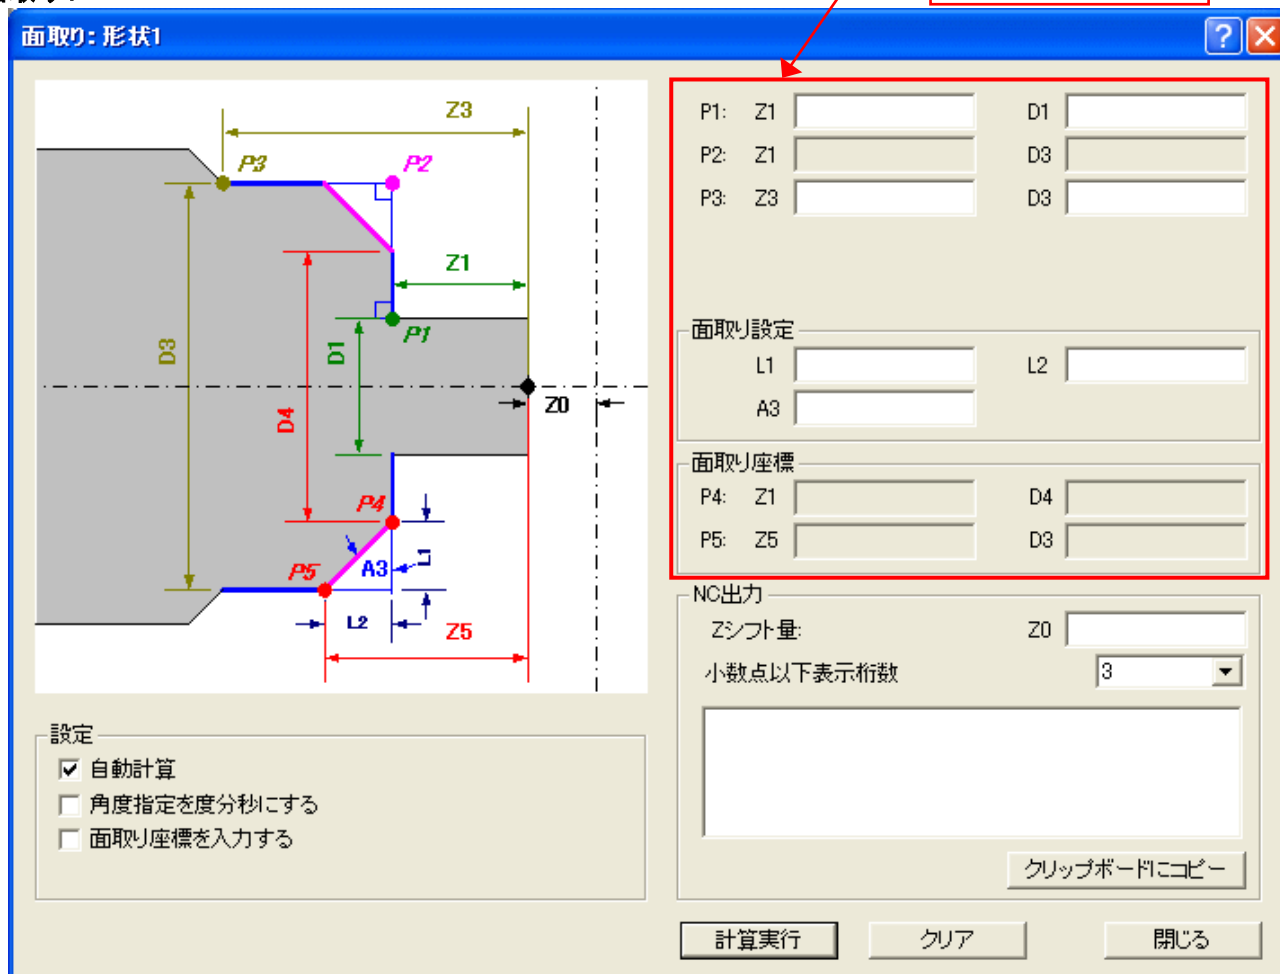 面取り: 形状1
Z3
P3
P2
Z1
P1
D3
D1
D4
Z0
P4
L1
A3
P5
L2
Z5
P1: Z1 D1
P2: Z1 D3
P3: Z3 D3
面取り設定
L1 L2
A3
面取り座標
P4: Z1 D4
P5: Z5 D3
NC出力
Zシフト量: Z0
小数点以下表示桁数 3
クリップボードにコピー
設定
自動計算
角度指定を度分秒にする
面取り座標を入力する
計算実行 クリア 閉じる